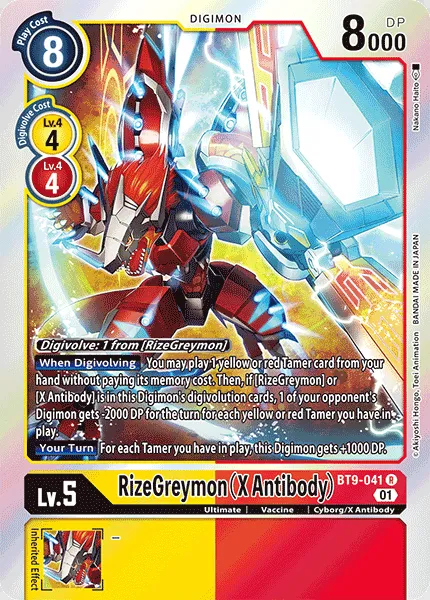 Play Cost
8
DIGIMON
DP
8000
Digivolve Cost
Lv.4
4
Lv.4
4
Nakano Haito
©Akiyoshi Hongo, Toei Animation BANDAI MADE IN JAPAN
Digivolve: 1 from [RizeGreymon]
When Digivolving You may play 1 yellow or red Tamer card from your
hand without paying its memory cost. Then, if [RizeGreymon] or
[X Antibody] is in this Digimon's digivolution cards, 1 of your opponent's
Digimon gets -2000 DP for the turn for each yellow or red Tamer you have in
play.
Your Turn For each Tamer you have in play, this Digimon gets +1000 DP.
Lv.5
RizeGreymon (X Antibody)
BT9-041 R
01
Ultimate | Vaccine | Cyborg/X Antibody
Inherited Effect
–